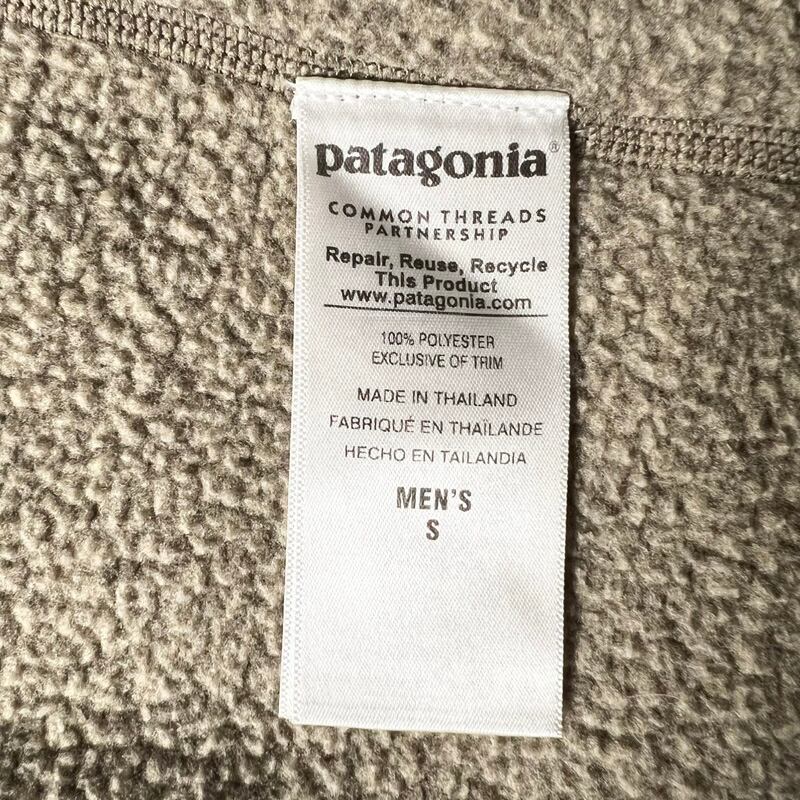 patagonia®
COMMON THREADS
PARTNERSHIP
Repair, Reuse, Recycle
This Product
www.patagonia.com
100% POLYESTER
EXCLUSIVE OF TRIM
MADE IN THAILAND
FABRIQUÉ EN THAÏLANDE
HECHO EN TAILANDIA
MEN'S
S